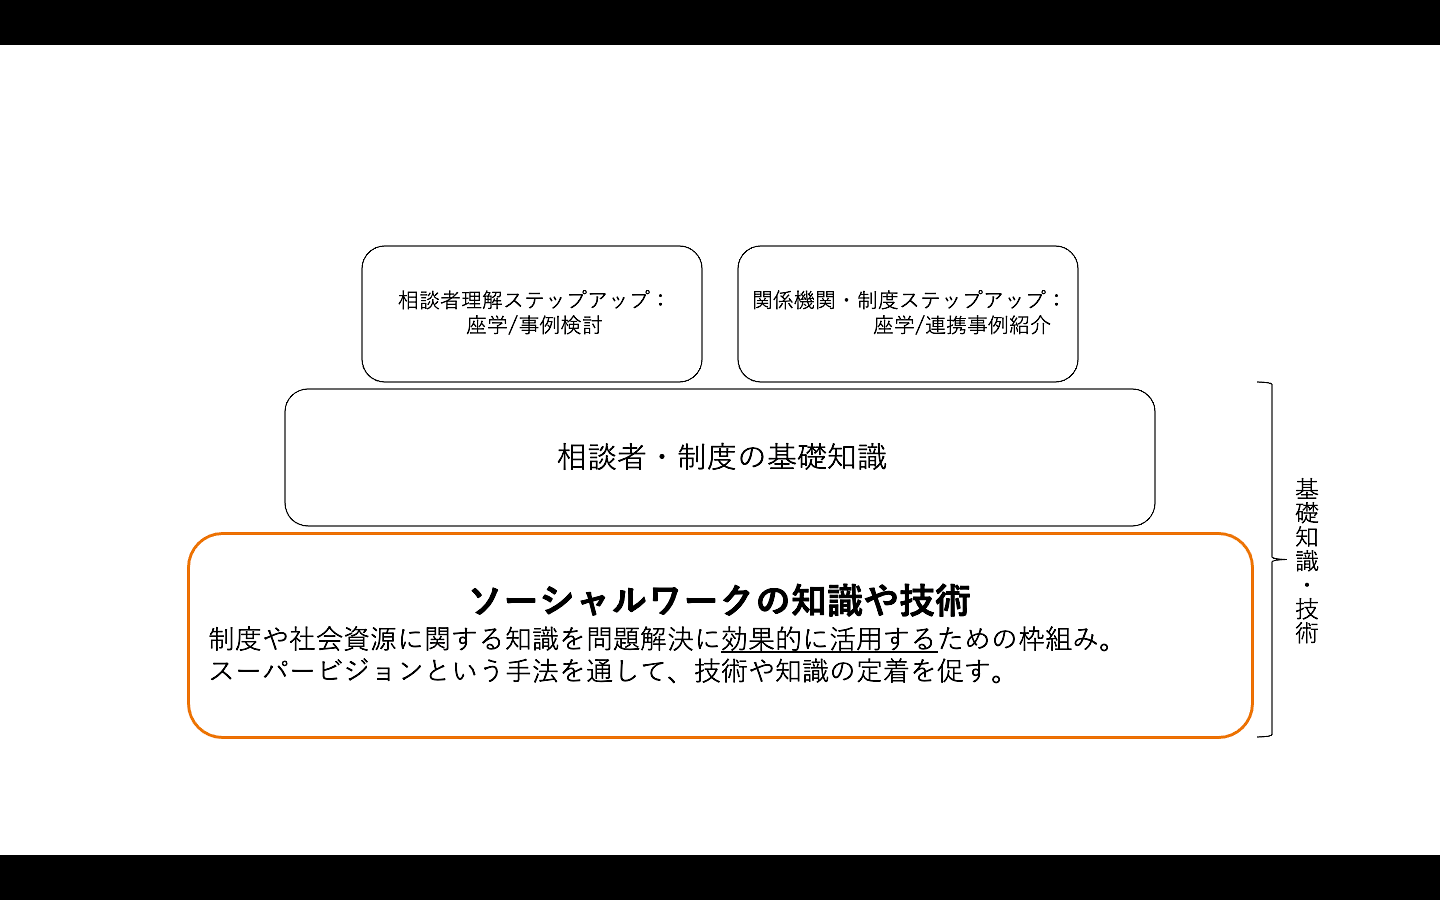 相談者理解ステップアップ：
座学/事例検討
関係機関・制度ステップアップ：
座学/連携事例紹介
相談者・制度の基礎知識
ソーシャルワークの知識や技術
制度や社会資源に関する知識を問題解決に効果的に活用するための枠組み。
スーパービジョンという手法を通して、技術や知識の定着を促す。
基礎知識・技術